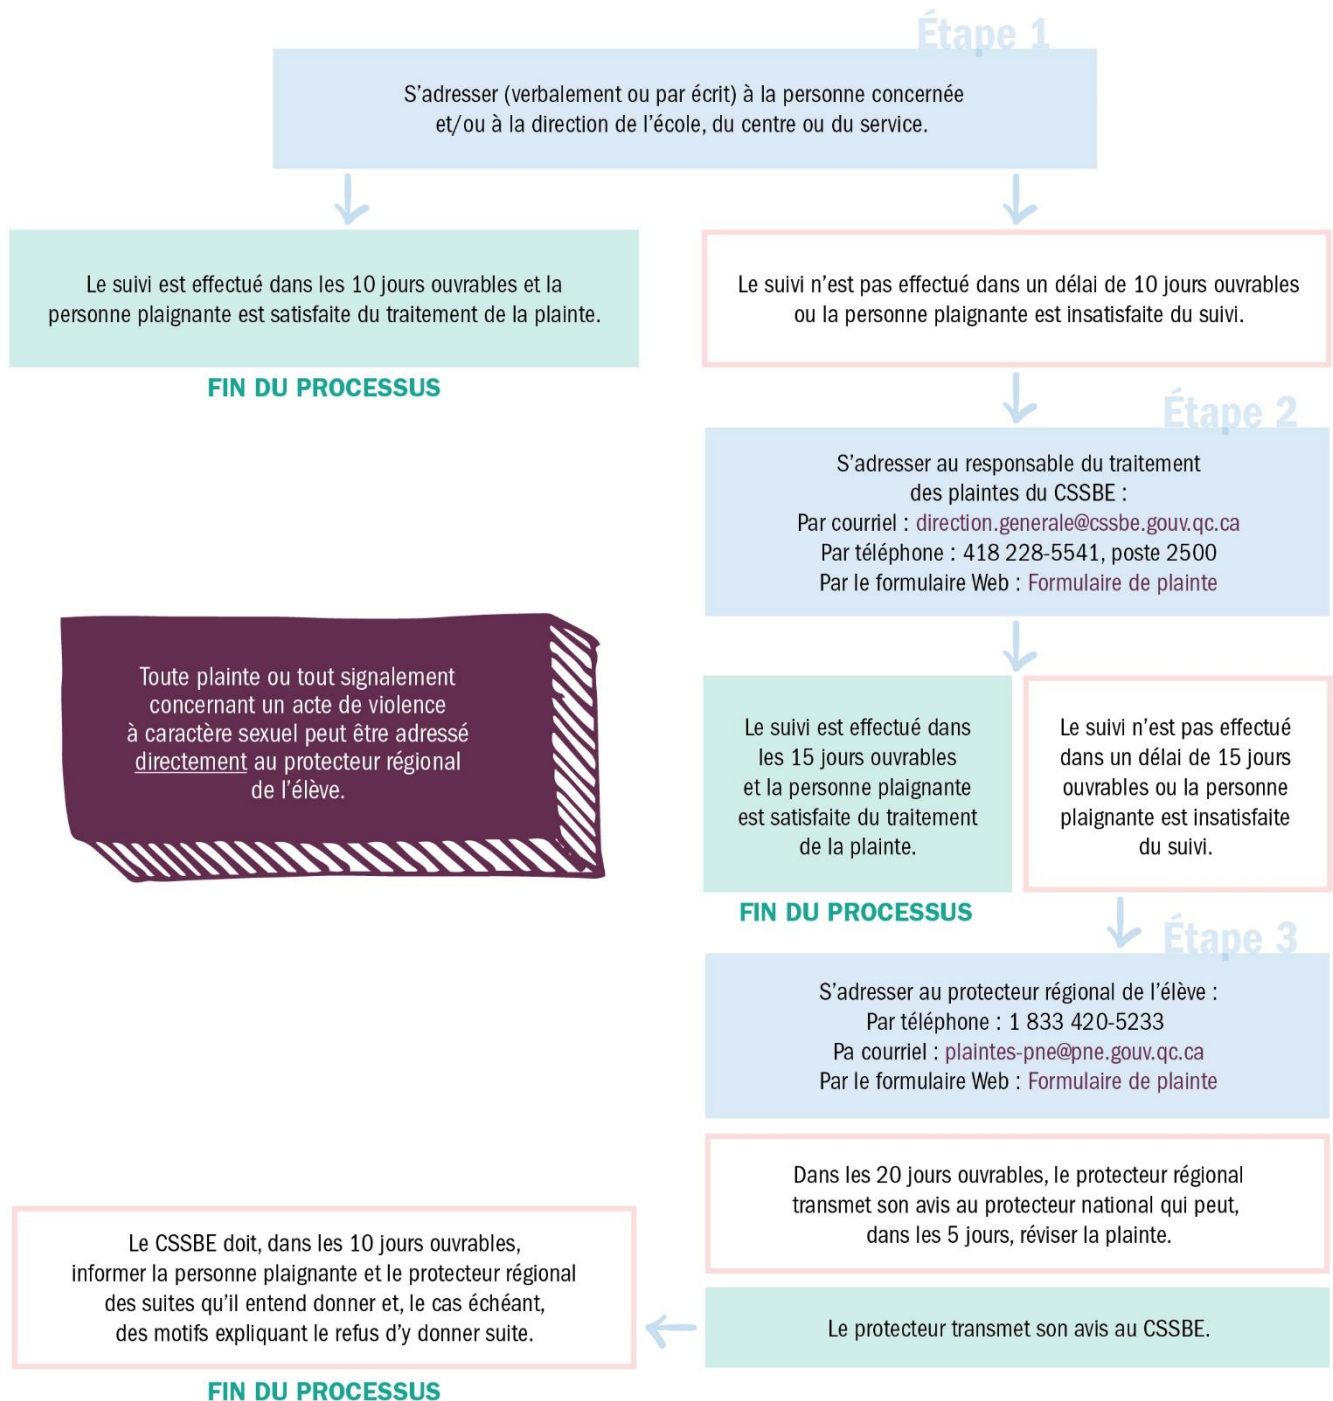 Étape 1
S'adresser (verbalement ou par écrit) à la personne concernée
et/ou à la direction de l'école, du centre ou du service.
Le suivi est effectué dans les 10 jours ouvrables et la
personne plaignante est satisfaite du traitement de la plainte.
FIN DU PROCESSUS
Le suivi n'est pas effectué dans un délai de 10 jours ouvrables
ou la personne plaignante est insatisfaite du suivi.
Étape 2
S'adresser au responsable du traitement
des plaintes du CSSBE :
Par courriel : direction.generale@cssbe.gouv.qc.ca
Par téléphone : 418 228-5541, poste 2500
Par le formulaire Web : Formulaire de plainte
Toute plainte ou tout signalement
concernant un acte de violence
à caractère sexuel peut être adressé
directement au protecteur régional
de l'élève.
Le suivi est effectué dans
les 15 jours ouvrables
et la personne plaignante
est satisfaite du traitement
de la plainte.
FIN DU PROCESSUS
Le suivi n'est pas effectué
dans un délai de 15 jours
ouvrables ou la personne
plaignante est insatisfaite
du suivi.
Étape 3
S'adresser au protecteur régional de l'élève :
Par téléphone : 1 833 420-5233
Pa courriel : plaintes-pne@pne.gouv.qc.ca
Par le formulaire Web : Formulaire de plainte
Dans les 20 jours ouvrables, le protecteur régional
transmet son avis au protecteur national qui peut,
dans les 5 jours, réviser la plainte.
Le protecteur transmet son avis au CSSBE.
Le CSSBE doit, dans les 10 jours ouvrables,
informer la personne plaignante et le protecteur régional
des suites qu'il entend donner et, le cas échéant,
des motifs expliquant le refus d'y donner suite.
FIN DU PROCESSUS